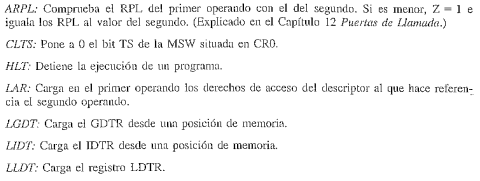 ARPL: Comprueba el RPL del primer operando con el del segundo. Si es menor, Z = 1 e
iguala los RPL al valor del segundo. (Explicado en el Capítulo 12 Puertas de Llamada.)
CLTS: Pone a 0 el bit TS de la MSW situada en CR0.
HLT: Detiene la ejecución de un programa.
LAR: Carga en el primer operando los derechos de acceso del descriptor al que hace referen-
cia el segundo operando.
LGDT: Carga el GDTR desde una posición de memoria.
LIDT: Carga el IDTR desde una posición de memoria.
LLDT: Carga el registro LDTR.